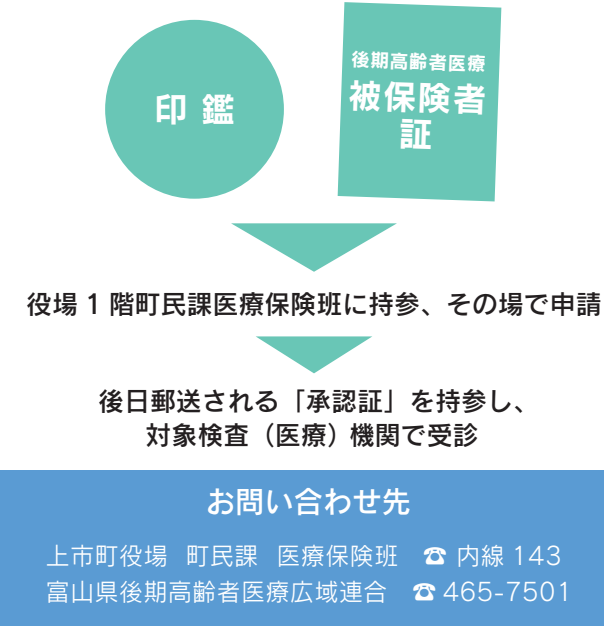 印 鑑
後期高齢者医療
被保険者
証
役場 1 階町民課医療保険班に持参、その場で申請
後日郵送される「承認証」を持参し、
対象検査（医療）機関で受診
お問い合わせ先
上市町役場 町民課 医療保険班 ☎ 内線 143
富山県後期高齢者医療広域連合 ☎ 465-7501